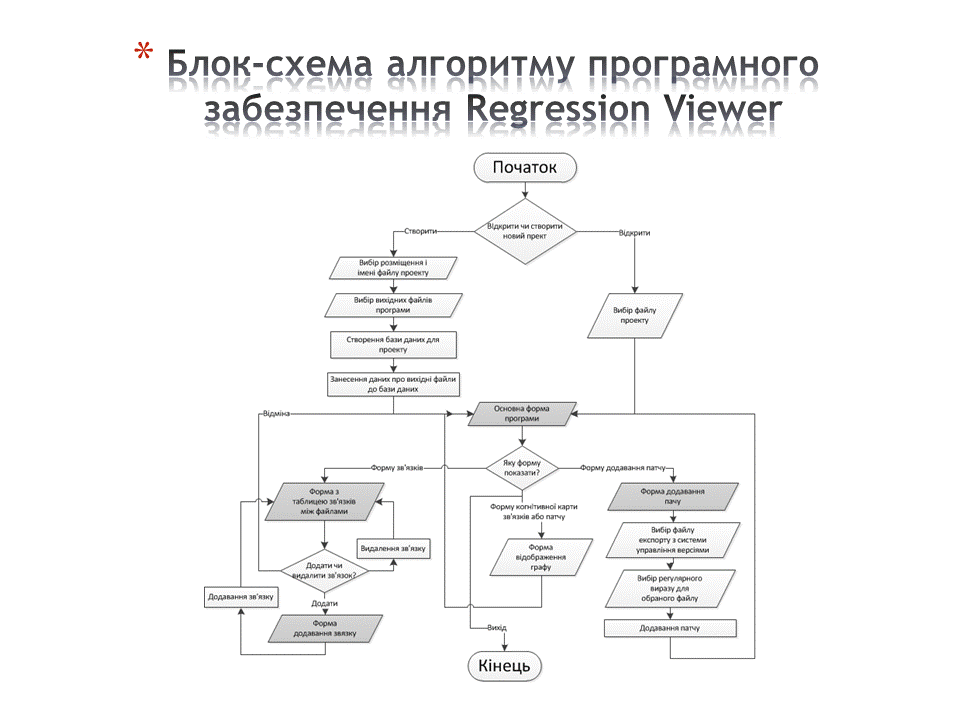 * Блок-схема алгоритму програмного
забезпечення Regression Viewer
Початок
Відкрити чи створити
новий прект
Створити
Відкрити
Вибір розміщення і
імені файлу проекту
Вибір вихідних файлів
програми
Вибір файлу
проекту
Створення бази даних для
проекту
Занесення даних про вихідні файли
до бази даних
Відміна
Основна форма
програми
Яку форму
показати?
Форму зв'язків
Форму додавання патчу
Форма з
таблицею зв'язків
між файлами
Форма додавання
пачу
Форму когнітивної карти
зв'язків або патчу
Вибір файлу
експорту з системи
управління версіями
Видалення зв'язку
Форма
відображення
графу
Додати чи
видалити зв'язок?
Вибір регулярного
виразу для
обраного файлу
Додавання зв'язку
Додати
Форма
додавання звязку
Вихід
Додавання патчу
Кінець